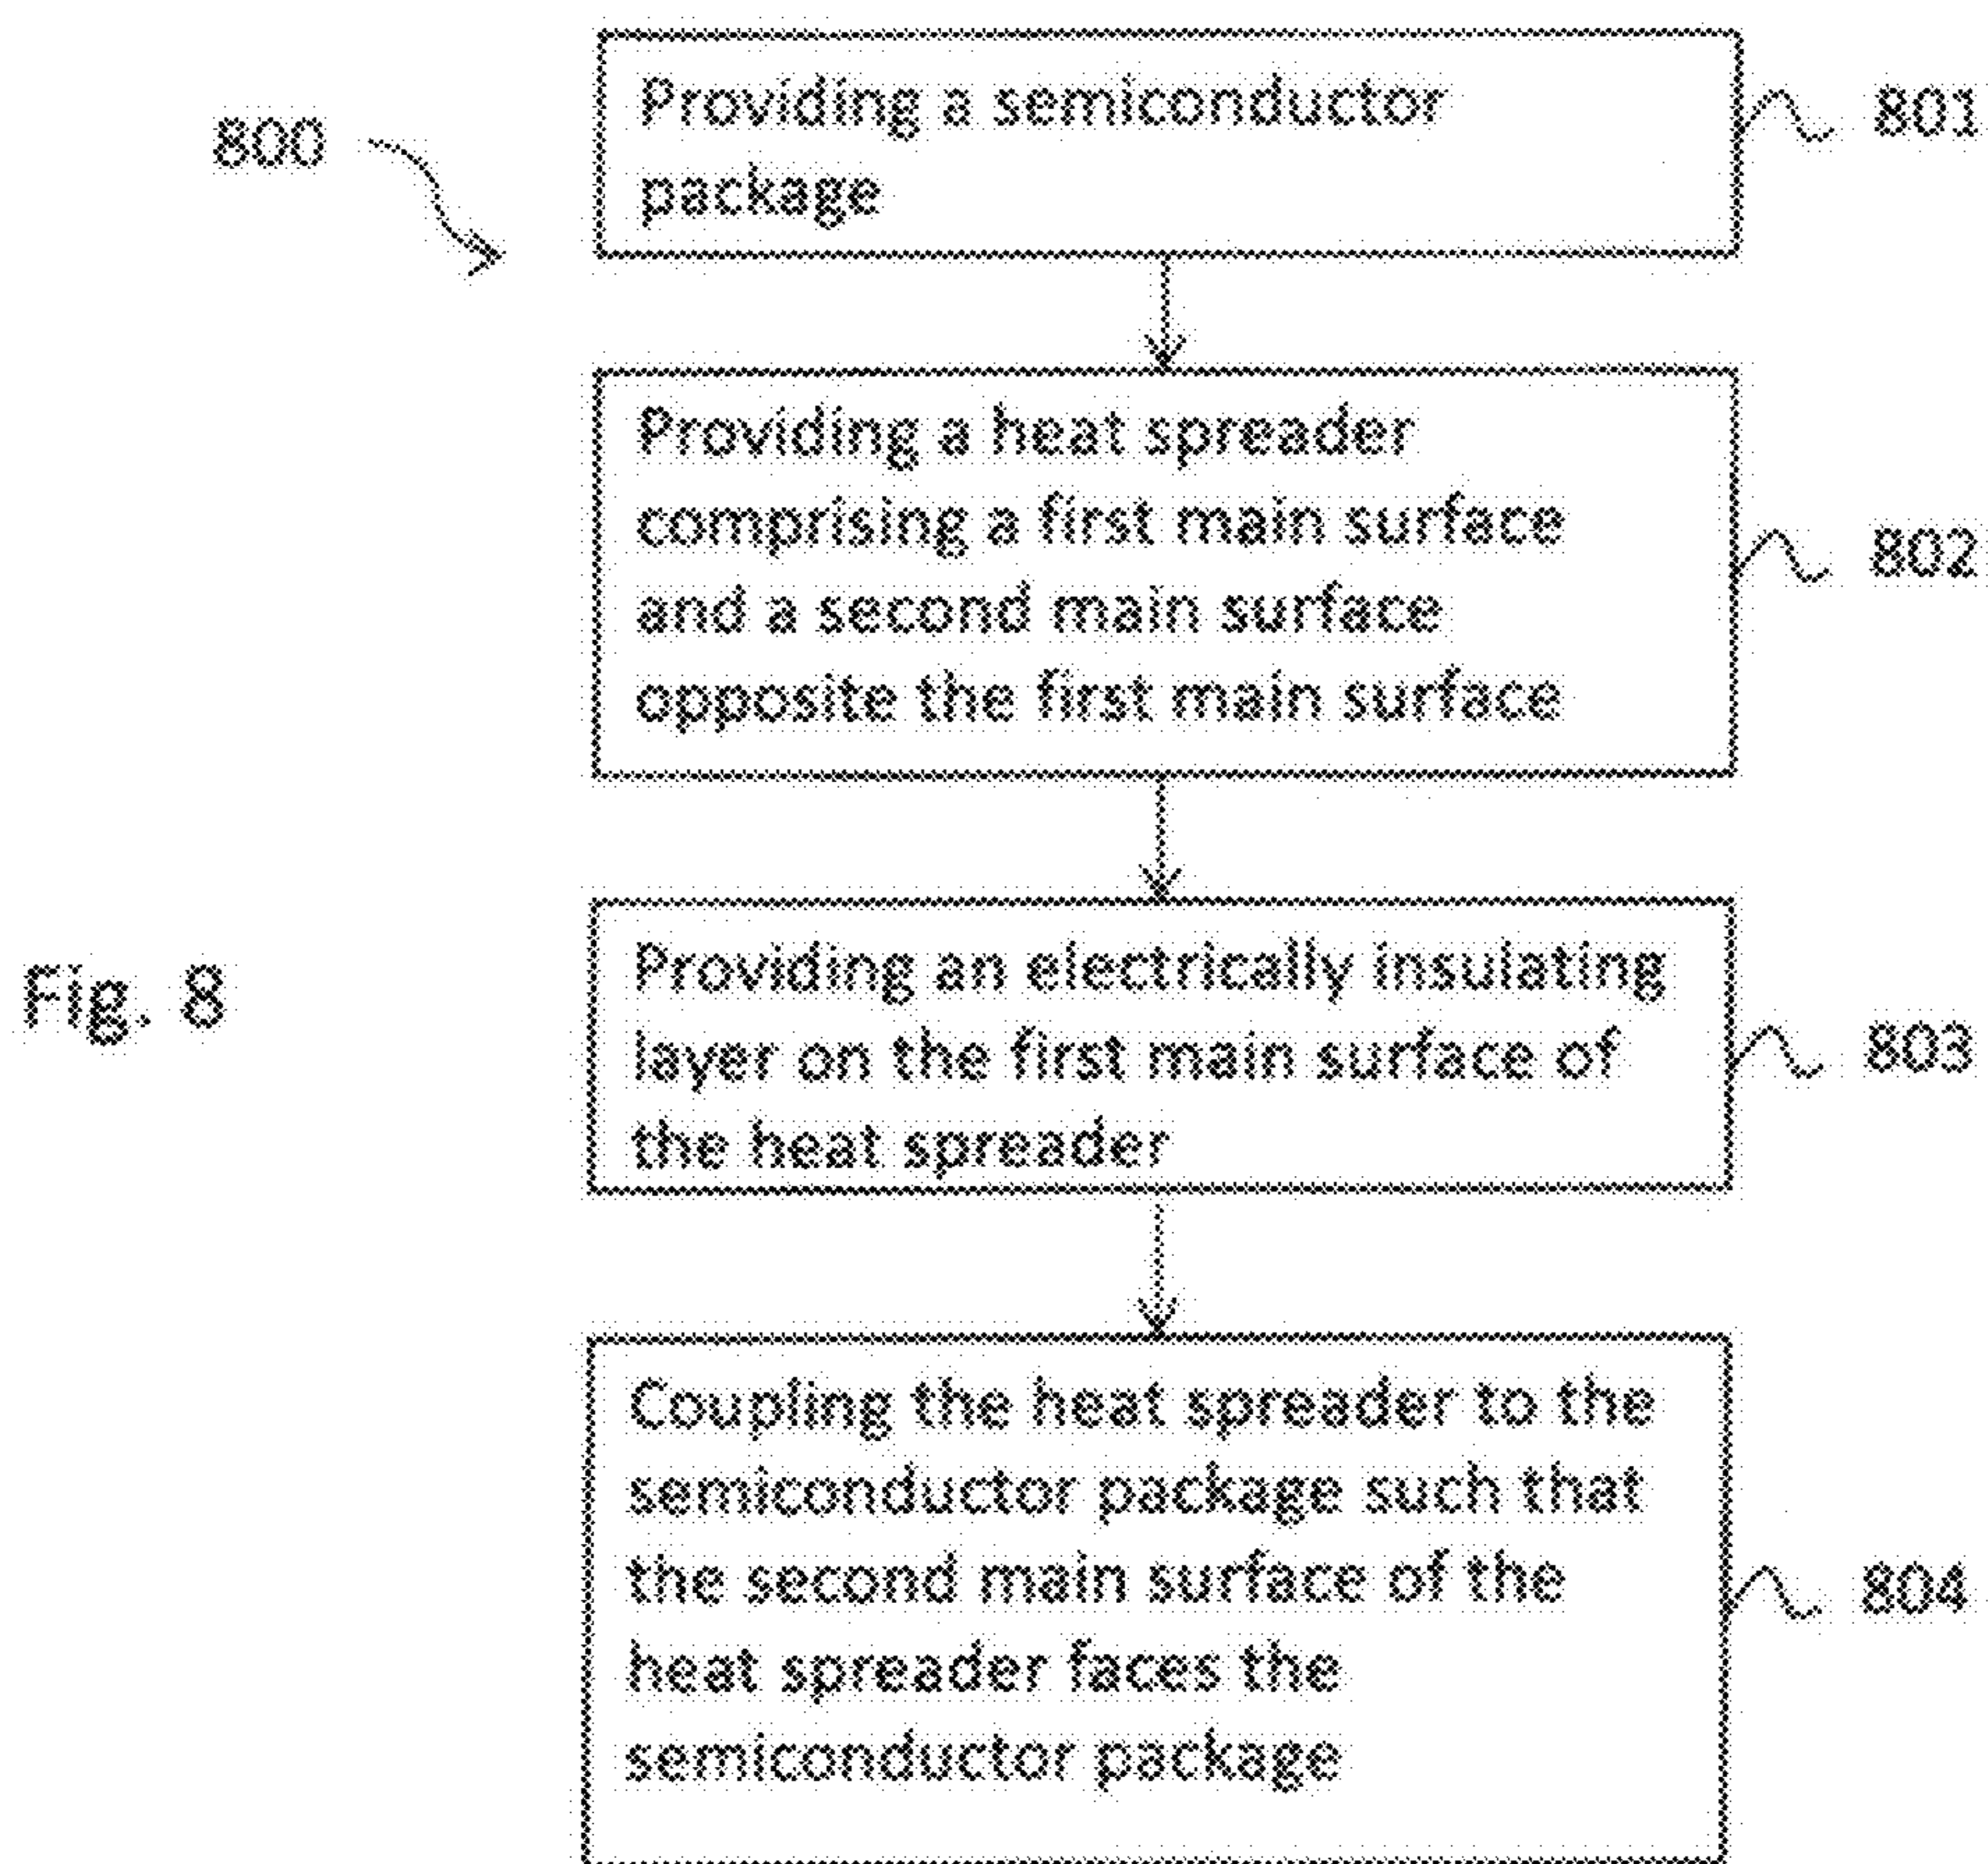 800
Providing a semiconductor
package
801
Providing a heat spreader
comprising a first main surface
and a second main surface
opposite the first main surface
802
Fig. 8
Providing an electrically insulating
layer on the first main surface of
the heat spreader
803
Coupling the heat spreader to the
semiconductor package such that
the second main surface of the
heat spreader faces the
semiconductor package
804